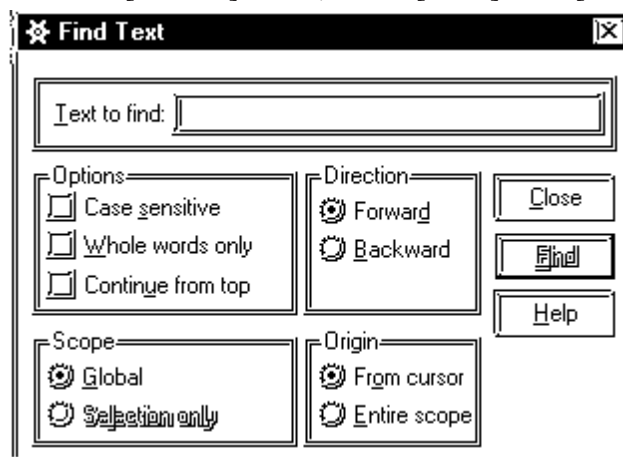 Find Text
Text to find:
Options
Case sensitive
Whole words only
Continue from top
Direction
Forward
Backward
Close
Find
Help
Scope
Global
Selection only
Origin
From cursor
Entire scope